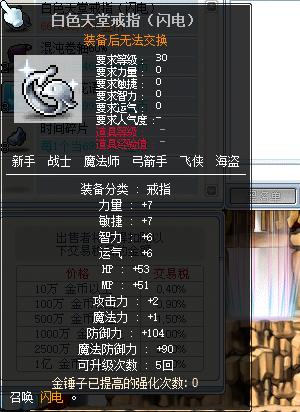 白色天堂戒指（闪电）
装备后无法交换
要求等级： 30
要求力量： -
要求敏捷： -
要求智力： -
要求运气： -
要求人气度： -
道具等级： -
道具经验值： -
新手 战士 魔法师 弓箭手 飞侠 海盗
装备分类 : 戒指
力量 : +7
敏捷 : +7
智力 : +6
运气 : +6
HP : +53
MP : +51
攻击力 : +2
魔法力 : +1
防御力 : +104
魔法防御力 : +90
可升级次数 : 5回
金锤子已提高的强化次数: 0
召唤 闪电 。